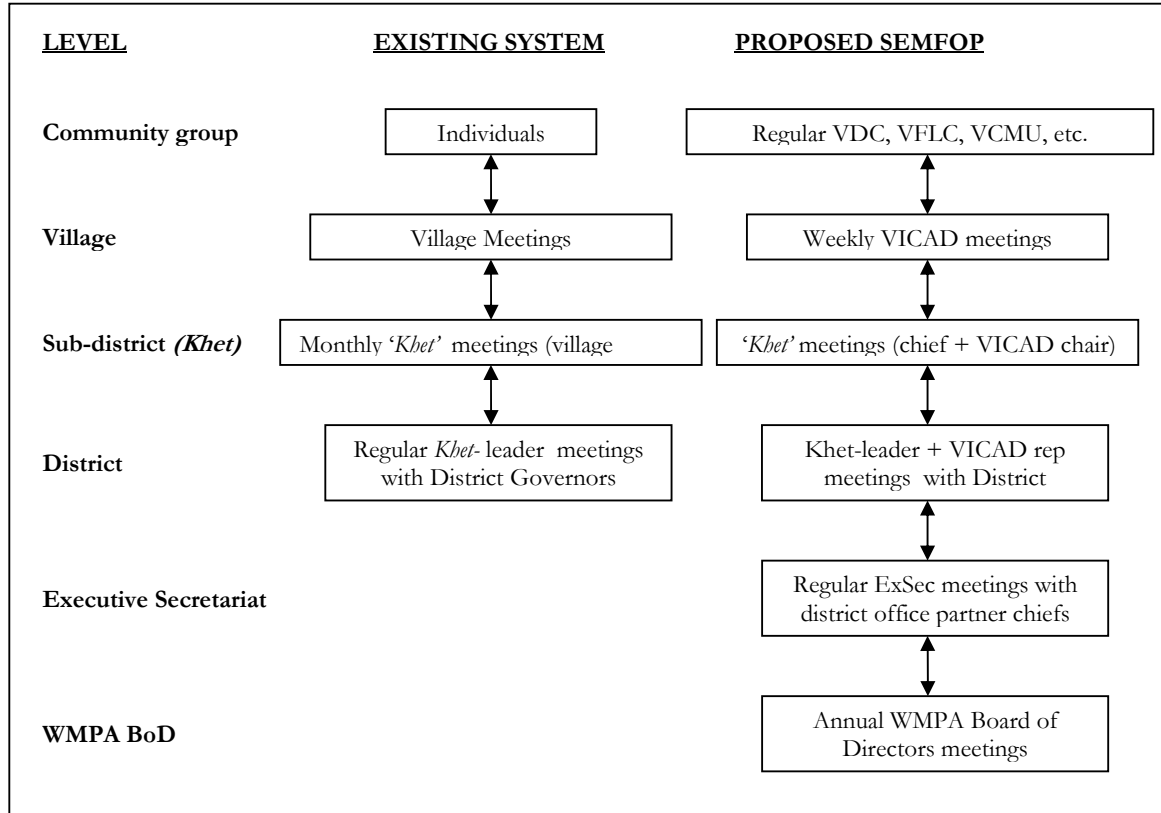 LEVEL EXISTING SYSTEM PROPOSED SEMFOP
Community group Individuals Regular VDC, VFLC, VCMU, etc.
Village Village Meetings Weekly VICAD meetings
Sub-district (Khet) Monthly ‘Khet’ meetings (village ‘Khet’ meetings (chief + VICAD chair)
District
Regular Khet- leader meetings
with District Governors
Khet-leader + VICAD rep
meetings with District
Executive Secretariat
Regular ExSec meetings with
district office partner chiefs
WMPA BoD
Annual WMPA Board of
Directors meetings